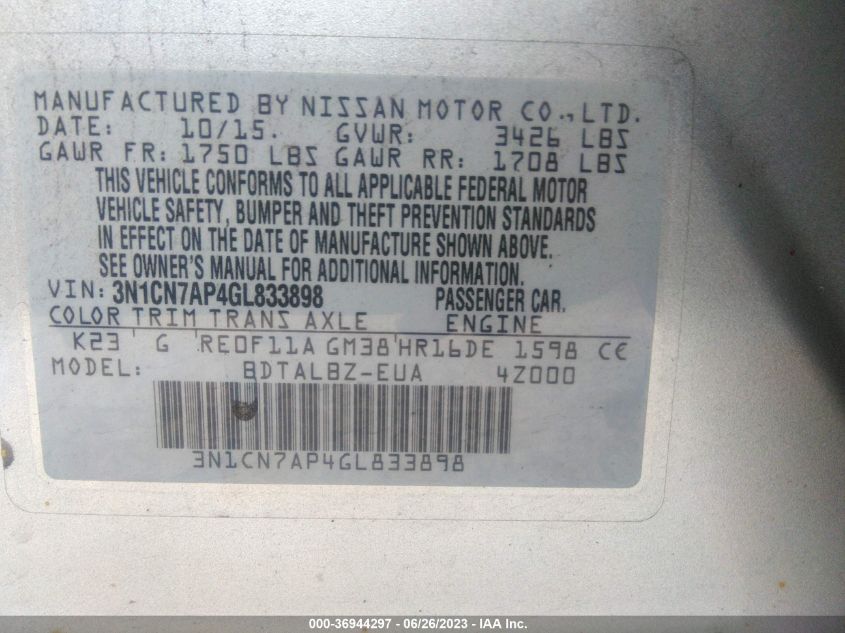 MANUFACTURED BY NISSAN MOTOR CO., LTD.
DATE: 10/15. GVWR: 3426 LBS
GAWR FR: 1750 LBS GAWR RR: 1708 LBS
THIS VEHICLE CONFORMS TO ALL APPLICABLE FEDERAL MOTOR
VEHICLE SAFETY, BUMPER AND THEFT PREVENTION STANDARDS
IN EFFECT ON THE DATE OF MANUFACTURE SHOWN ABOVE.
SEE OWNER'S MANUAL FOR ADDITIONAL INFORMATION.
VIN: 3N1CN7AP4GL833898 PASSENGER CAR.
COLOR TRIM TRANS AXLE ENGINE
K23 G RE0F11A GM38 HR16DE 1598 CC
MODEL: BDTALBZ-EUA 4Z000
3N1CN7AP4GL833898
000-36944297 - 06/26/2023 - IAA Inc.